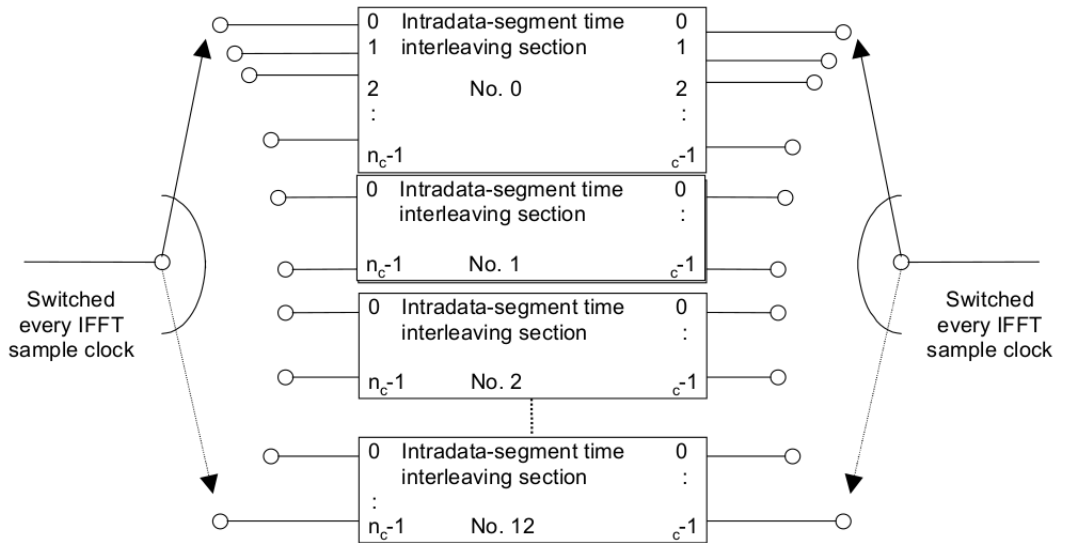 0 Intradata-segment time 0
1 interleaving section 1
2 No. 0 2
: :
n_c-1 _c-1
0 Intradata-segment time 0
interleaving section :
n_c-1 No. 1 _c-1
Switched
every IFFT
sample clock
0 Intradata-segment time 0
interleaving section :
n_c-1 No. 2 _c-1
Switched
every IFFT
sample clock
0 Intradata-segment time 0
interleaving section :
:
n_c-1 No. 12 _c-1